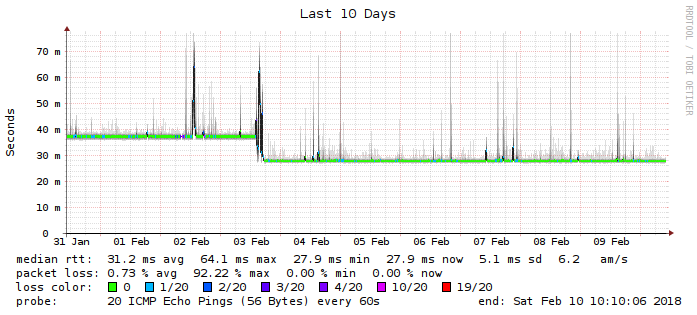 Last 10 Days
RRDTOOL / TOBI OETIKER
Seconds
70 m
60 m
50 m
40 m
30 m
20 m
10 m
0
31 Jan 01 Feb 02 Feb 03 Feb 04 Feb 05 Feb 06 Feb 07 Feb 08 Feb 09 Feb
median rtt: 31.2 ms avg 64.1 ms max 27.9 ms min 27.9 ms now 5.1 ms sd 6.2 am/s
packet loss: 0.73 % avg 92.22 % max 0.00 % min 0.00 % now
loss color: 0 1/20 2/20 3/20 4/20 10/20 19/20
probe: 20 ICMP Echo Pings (56 Bytes) every 60s end: Sat Feb 10 10:10:06 2018